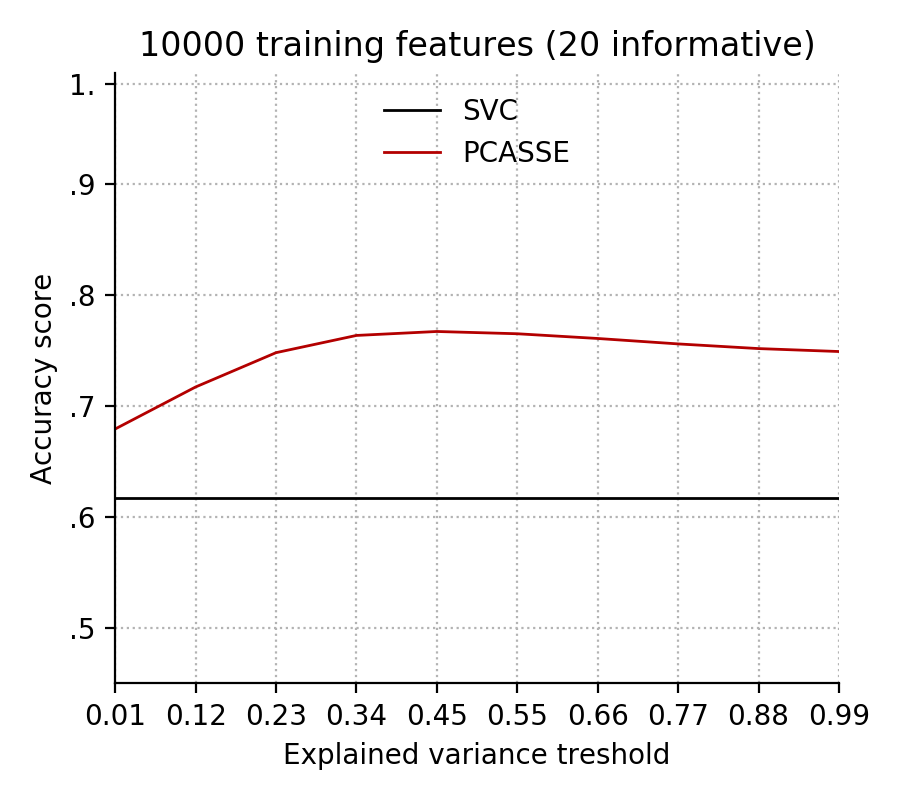 10000 training features (20 informative)
1.
.9
.8
.7
.6
.5
Accuracy score
SVC
PCASSE
0.01 0.12 0.23 0.34 0.45 0.55 0.66 0.77 0.88 0.99
Explained variance treshold